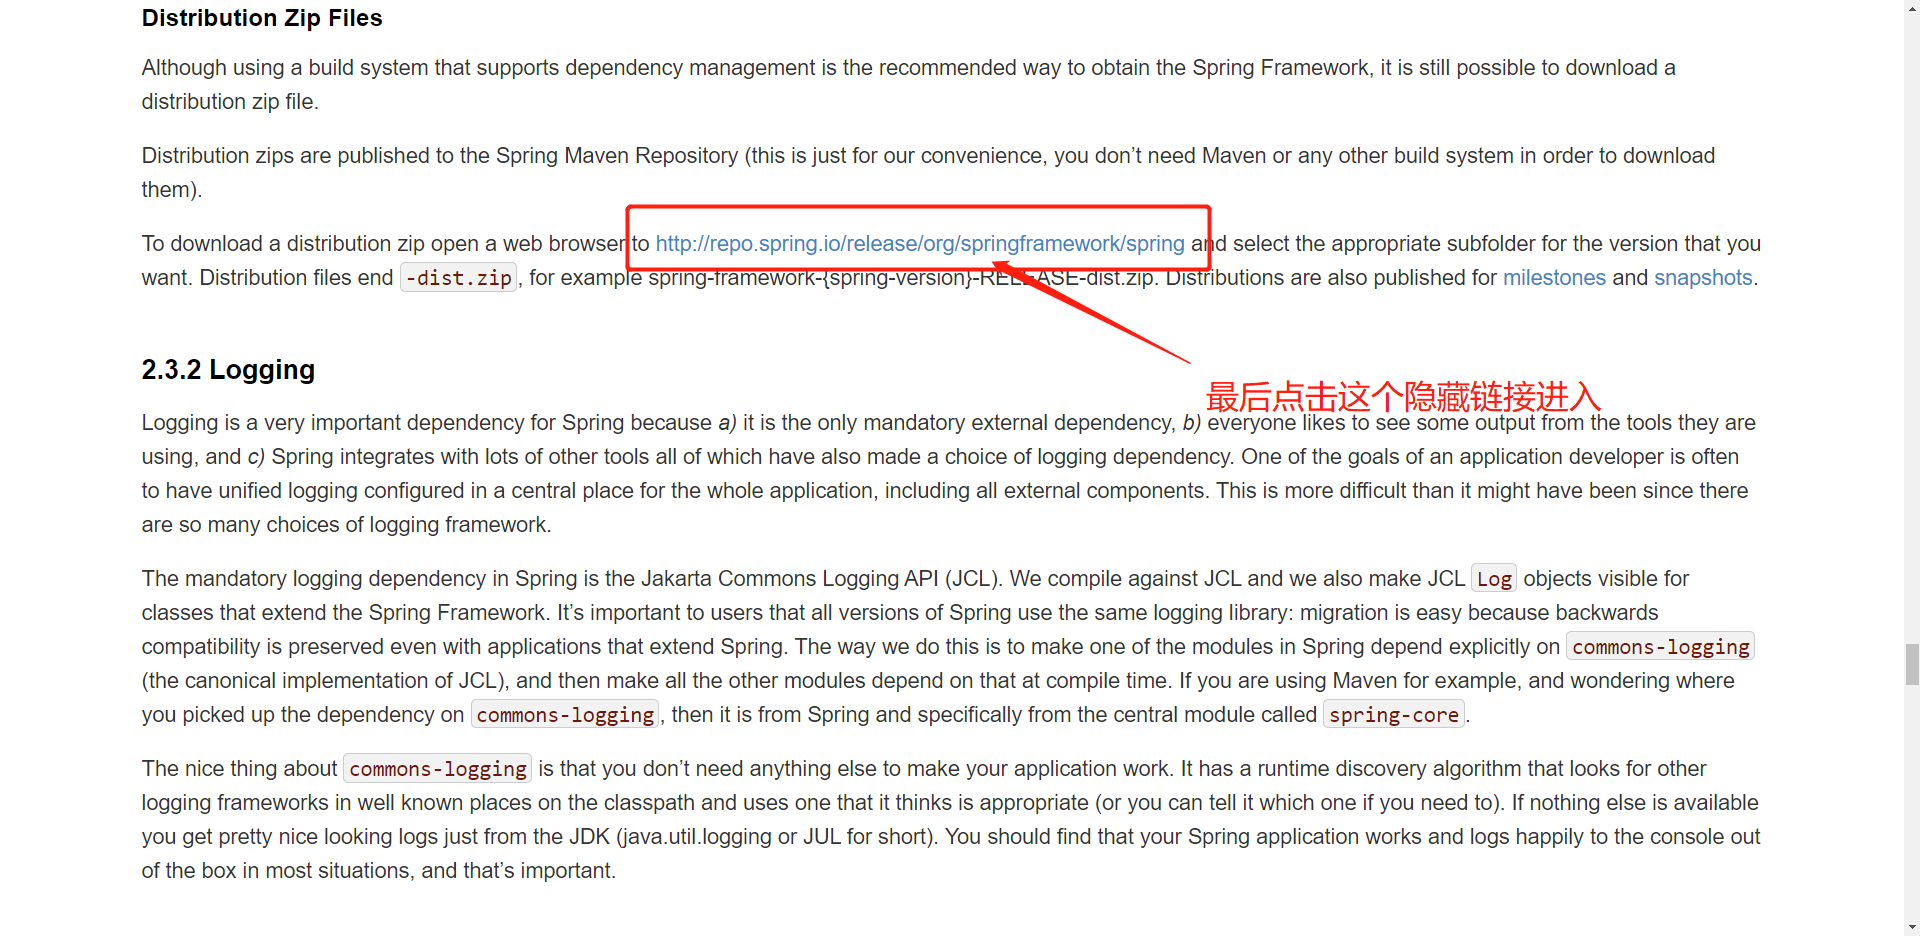 Distribution Zip Files
Although using a build system that supports dependency management is the recommended way to obtain the Spring Framework, it is still possible to download a
distribution zip file.
Distribution zips are published to the Spring Maven Repository (this is just for our convenience, you don’t need Maven or any other build system in order to download
them).
To download a distribution zip open a web browser to http://repo.spring.io/release/org/springframework/spring and select the appropriate subfolder for the version that you
want. Distribution files end -dist.zip, for example spring-framework-{spring-version}-RELEASE-dist.zip. Distributions are also published for milestones and snapshots.
2.3.2 Logging
最后点击这个隐藏链接进入
Logging is a very important dependency for Spring because a) it is the only mandatory external dependency, b) everyone likes to see some output from the tools they are
using, and c) Spring integrates with lots of other tools all of which have also made a choice of logging dependency. One of the goals of an application developer is often
to have unified logging configured in a central place for the whole application, including all external components. This is more difficult than it might have been since there
are so many choices of logging framework.
The mandatory logging dependency in Spring is the Jakarta Commons Logging API (JCL). We compile against JCL and we also make JCL Log objects visible for
classes that extend the Spring Framework. It’s important to users that all versions of Spring use the same logging library: migration is easy because backwards
compatibility is preserved even with applications that extend Spring. The way we do this is to make one of the modules in Spring depend explicitly on commons-logging
(the canonical implementation of JCL), and then make all the other modules depend on that at compile time. If you are using Maven for example, and wondering where
you picked up the dependency on commons-logging, then it is from Spring and specifically from the central module called spring-core.
The nice thing about commons-logging is that you don’t need anything else to make your application work. It has a runtime discovery algorithm that looks for other
logging frameworks in well known places on the classpath and uses one that it thinks is appropriate (or you can tell it which one if you need to). If nothing else is available
you get pretty nice looking logs just from the JDK (java.util.logging or JUL for short). You should find that your Spring application works and logs happily to the console out
of the box in most situations, and that’s important.